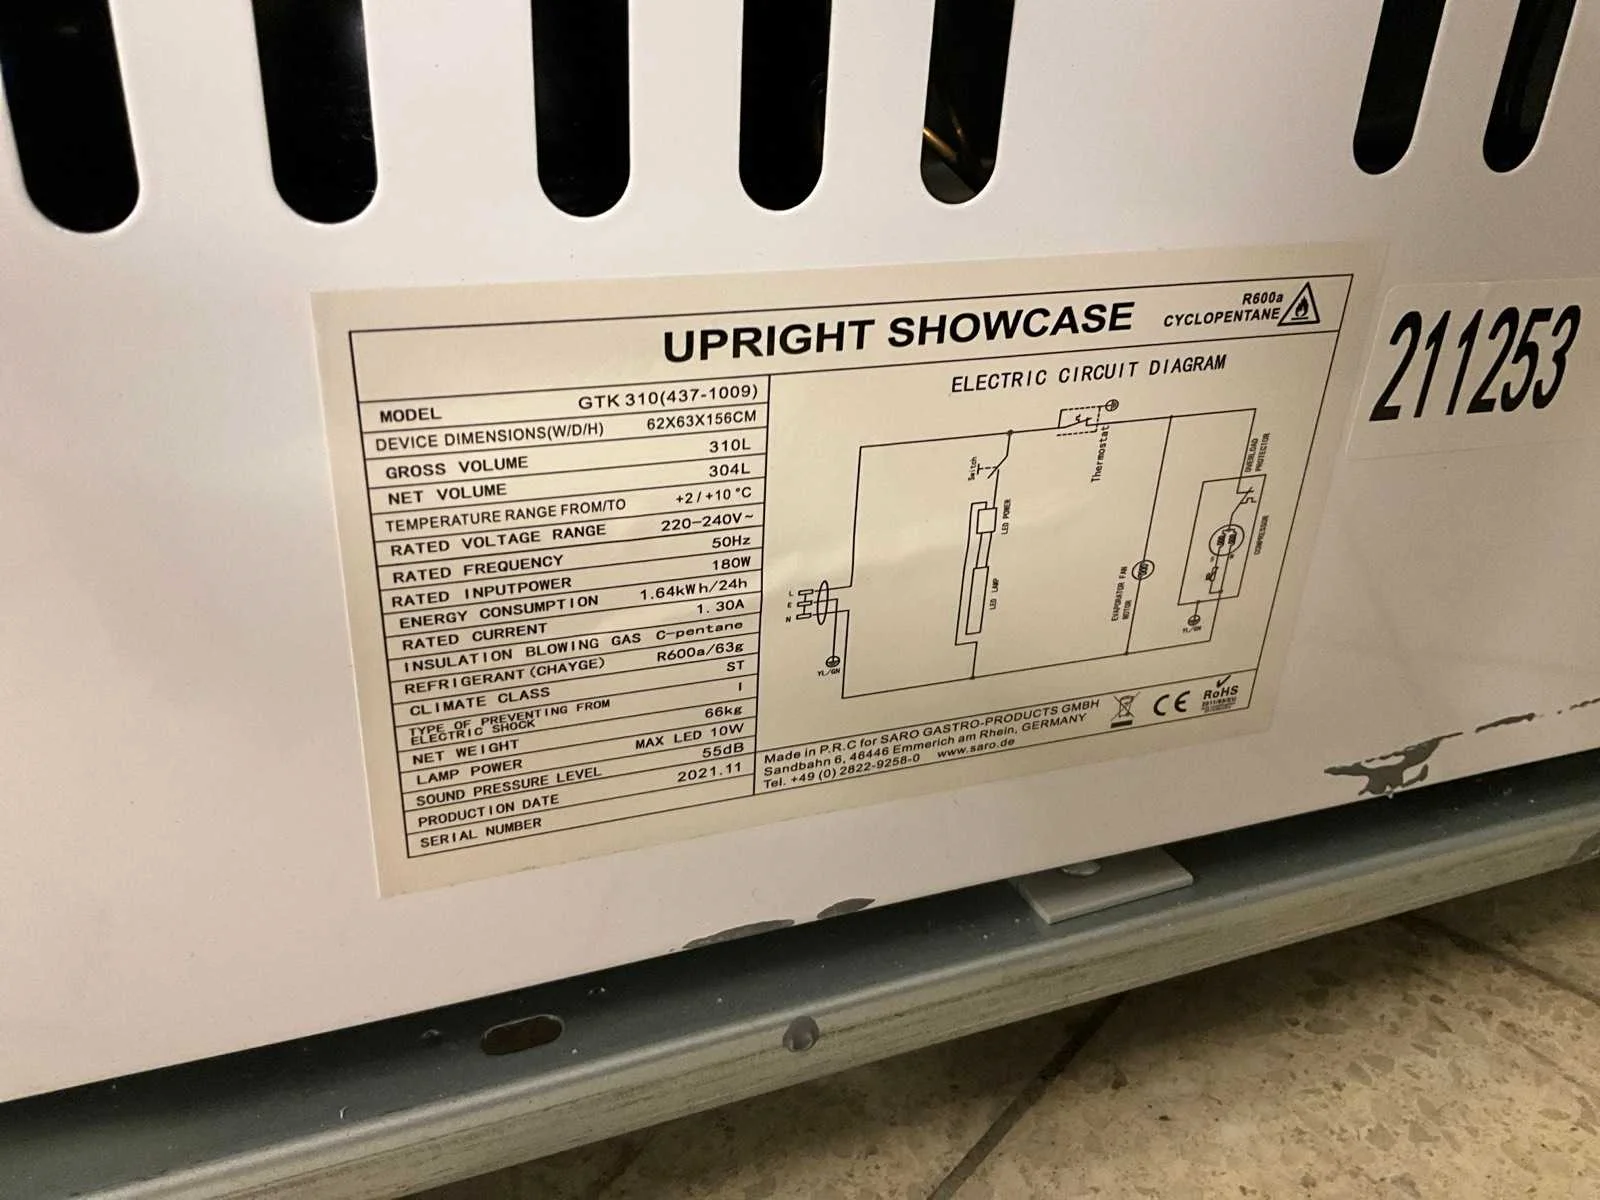 UPRIGHT SHOWCASE
R600a
CYCLOPENTANE
MODEL GTK 310(437-1009)
DEVICE DIMENSIONS(W/D/H) 62X63X156CM
GROSS VOLUME 310L
NET VOLUME 304L
TEMPERATURE RANGE FROM/TO +2/+10 °C
RATED VOLTAGE RANGE 220-240V~
RATED FREQUENCY 50Hz
RATED INPUTPOWER 180W
ENERGY CONSUMPTION 1.64kWh/24h
RATED CURRENT 1.30A
INSULATION BLOWING GAS C-pentane
REFRIGERANT(CHAYGE) R600a/63g
CLIMATE CLASS ST
TYPE OF PREVENTING FROM
ELECTRIC SHOCK I
NET WEIGHT 66kg
LAMP POWER MAX LED 10W
SOUND PRESSURE LEVEL 55dB
PRODUCTION DATE 2021.11
SERIAL NUMBER
ELECTRIC CIRCUIT DIAGRAM
Switch
Thermostat
OVERLOAD
PROTECTOR
LED POWER
LED LAMP
EVAPORATOR FAN
MOTOR
COMPRESSOR
L
E
N
YL/GN
YL/GN
Made in P.R.C for SARO GASTRO-PRODUCTS GMBH
Sandbahn 6, 46446 Emmerich am Rhein, GERMANY
Tel. +49 (0) 2822-9258-0 www.saro.de
CE
RoHS
211253